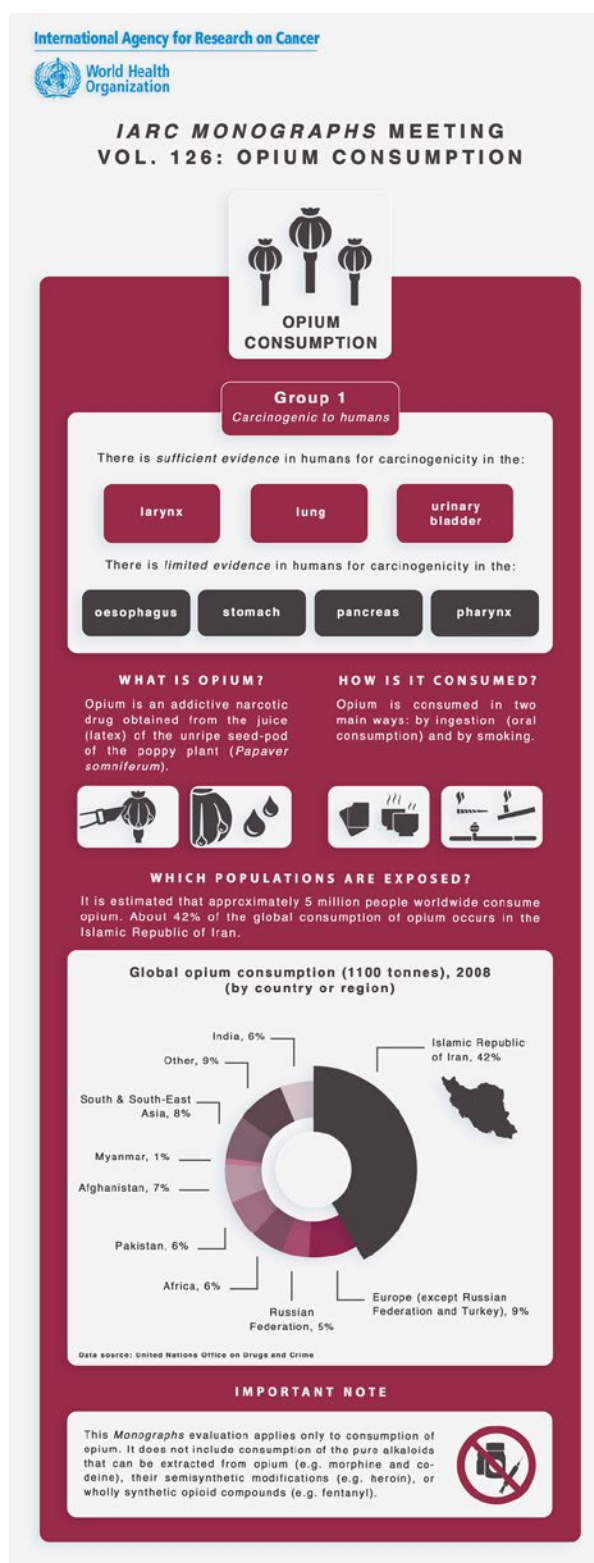 International Agency for Research on Cancer
World Health
Organization
IARC MONOGRAPHS MEETING
VOL. 126: OPIUM CONSUMPTION
OPIUM
CONSUMPTION
Group 1
Carcinogenic to humans
There is sufficient evidence in humans for carcinogenicity in the:
larynx
lung
urinary
bladder
There is limited evidence in humans for carcinogenicity in the:
oesophagus
stomach
pancreas
pharynx
WHAT IS OPIUM?
Opium is an addictive narcotic
drug obtained from the juice
(latex) of the unripe seed-pod
of the poppy plant (Papaver
somniferum).
HOW IS IT CONSUMED?
Opium is consumed in two
main ways: by ingestion (oral
consumption) and by smoking.
WHICH POPULATIONS ARE EXPOSED?
It is estimated that approximately 5 million people worldwide consume
opium. About 42% of the global consumption of opium occurs in the
Islamic Republic of Iran.
Global opium consumption (1100 tonnes), 2008
(by country or region)
India, 6%
Islamic Republic
of Iran, 42%
Other, 9%
South & South-East
Asia, 8%
Myanmar, 1%
Afghanistan, 7%
Pakistan, 6%
Africa, 6%
Russian
Federation, 5%
Europe (except Russian
Federation and Turkey), 9%
Data source: United Nations Office on Drugs and Crime
IMPORTANT NOTE
This Monographs evaluation applies only to consumption of
opium. It does not include consumption of the pure alkaloids
that can be extracted from opium (e.g. morphine and co-
deine), their semisynthetic modifications (e.g. heroin), or
wholly synthetic opioid compounds (e.g. fentanyl).